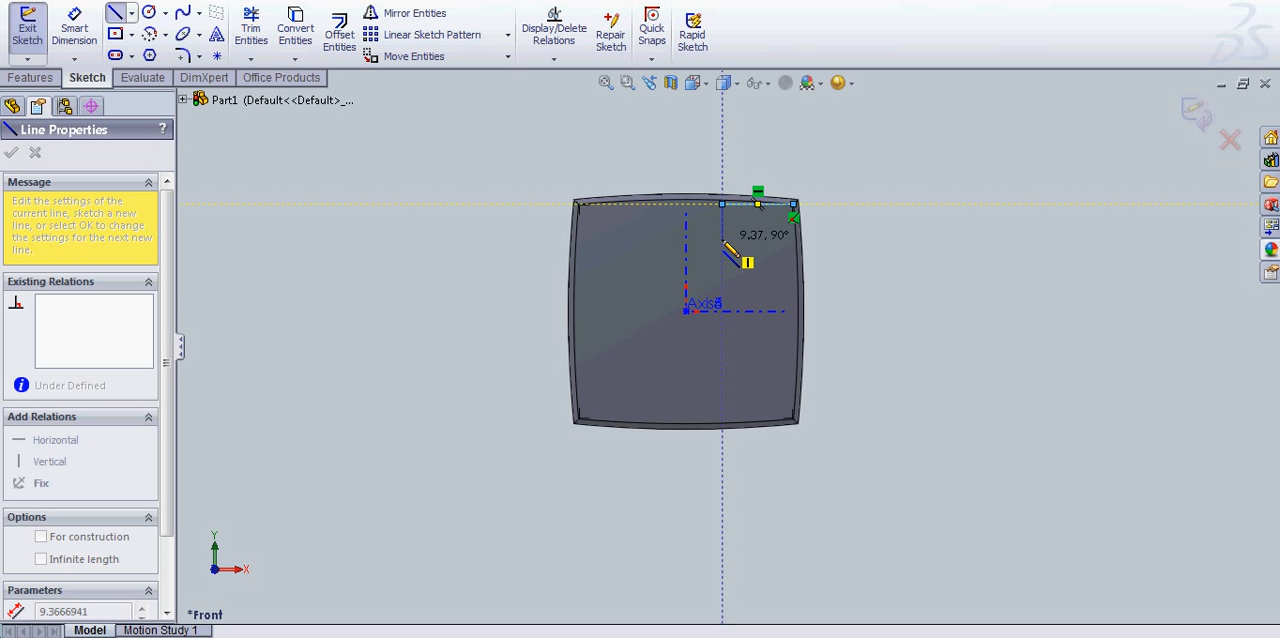 Exit Sketch
Smart Dimension
Trim Entities
Convert Entities
Offset Entities
Mirror Entities
Linear Sketch Pattern
Move Entities
Display/Delete Relations
Repair Sketch
Quick Snaps
Rapid Sketch
Features
Sketch
Evaluate
DimXpert
Office Products
Part1 (Default<<Default>_...
Line Properties
?
Message
Edit the settings of the
current line, sketch a new
line, or select OK to change
the settings for the next new
line.
Existing Relations
Under Defined
Add Relations
Horizontal
Vertical
Fix
Options
For construction
Infinite length
Parameters
9.3666941
9.37, 90°
Y
X
*Front
Model
Motion Study 1